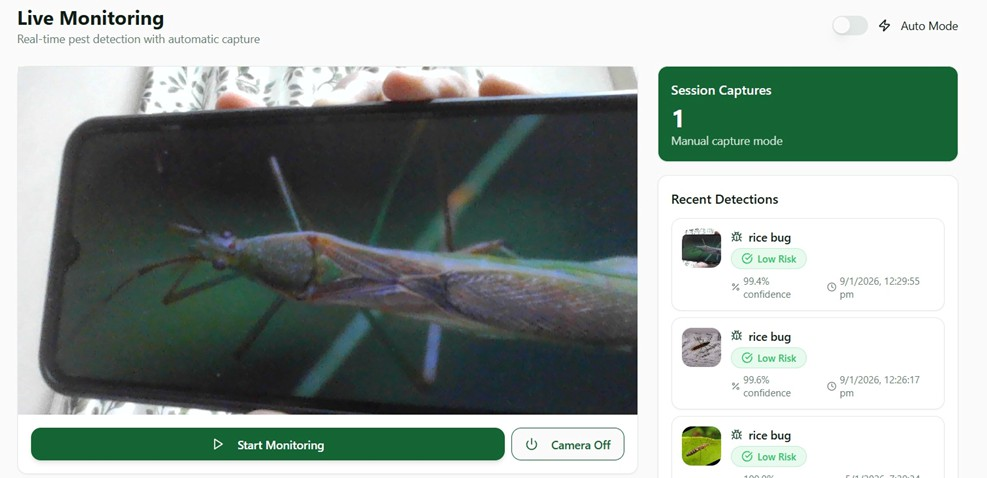 Live Monitoring
Real-time pest detection with automatic capture
Auto Mode
Session Captures
1
Manual capture mode
Recent Detections
rice bug
Low Risk
99.4%
confidence
9/1/2026, 12:29:55
pm
rice bug
Low Risk
99.6%
confidence
9/1/2026, 12:26:17
pm
rice bug
Low Risk
Start Monitoring
Camera Off